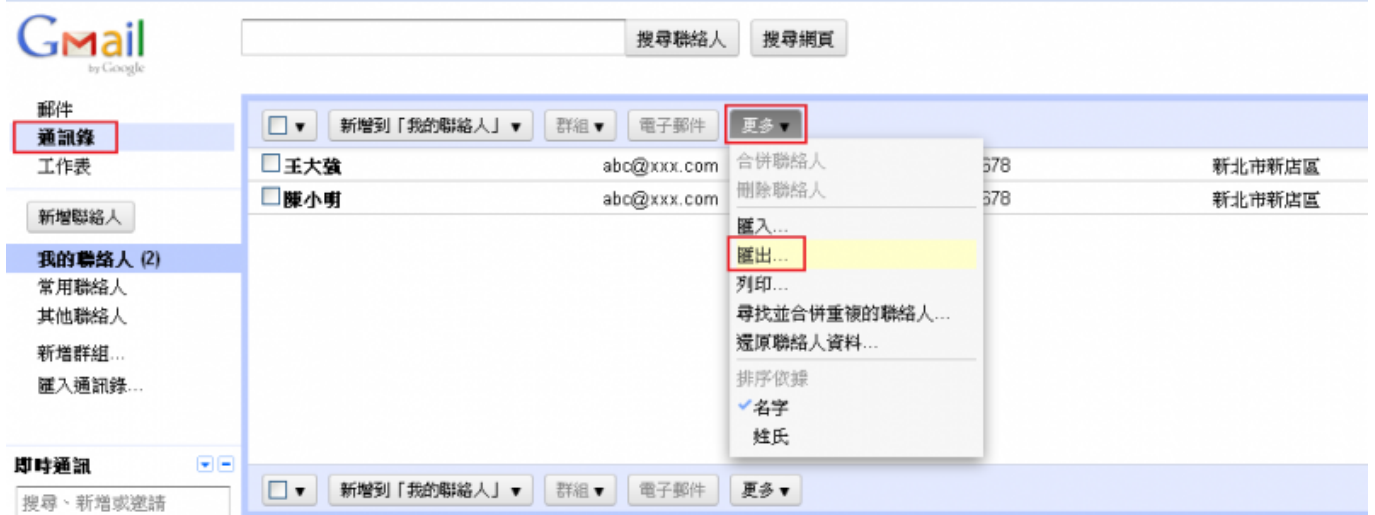 Gmail
by Google
搜尋聯絡人 搜尋網頁
郵件
通訊錄
工作表
新增聯絡人
我的聯絡人 (2)
常用聯絡人
其他聯絡人
新增群組...
匯入通訊錄...
即時通訊
搜尋、新增或邀請
新增到「我的聯絡人」 群組 電子郵件 更多
王大強 abc@xxx.com 678 新北市新店區
陳小明 abc@xxx.com 678 新北市新店區
合併聯絡人
刪除聯絡人
匯入...
匯出...
列印...
尋找並合併重複的聯絡人...
還原聯絡人資料...
排序依據
名字
姓氏
新增到「我的聯絡人」 群組 電子郵件 更多